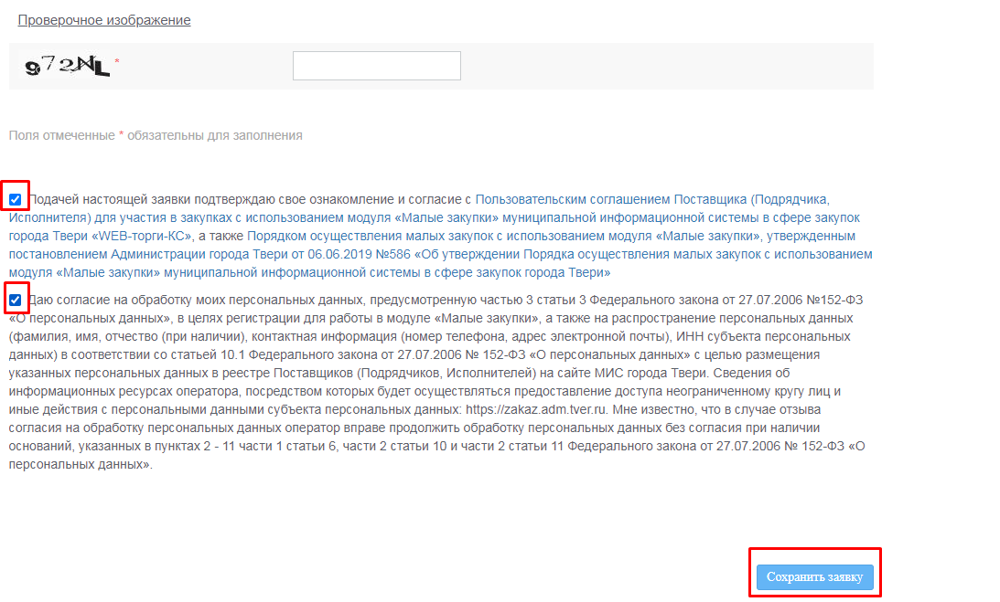 Проверочное изображение
972NL *
Поля отмеченные * обязательны для заполнения
Подачей настоящей заявки подтверждаю свое ознакомление и согласие с Пользовательским соглашением Поставщика (Подрядчика,
Исполнителя) для участия в закупках с использованием модуля «Малые закупки» муниципальной информационной системы в сфере закупок
города Твери «WEB-торги-КС», а также Порядком осуществления малых закупок с использованием модуля «Малые закупки», утвержденным
постановлением Администрации города Твери от 06.06.2019 №586 «Об утверждении Порядка осуществления малых закупок с использованием
модуля «Малые закупки» муниципальной информационной системы в сфере закупок города Твери»
Даю согласие на обработку моих персональных данных, предусмотренную частью 3 статьи 3 Федерального закона от 27.07.2006 №152-ФЗ
«О персональных данных», в целях регистрации для работы в модуле «Малые закупки», а также на распространение персональных данных
(фамилия, имя, отчество (при наличии), контактная информация (номер телефона, адрес электронной почты), ИНН субъекта персональных
данных) в соответствии со статьей 10.1 Федерального закона от 27.07.2006 № 152-ФЗ «О персональных данных» с целью размещения
указанных персональных данных в реестре Поставщиков (Подрядчиков, Исполнителей) на сайте МИС города Твери. Сведения об
информационных ресурсах оператора, посредством которых будет осуществляться предоставление доступа неограниченному кругу лиц и
иные действия с персональными данными субъекта персональных данных: https://zakaz.adm.tver.ru. Мне известно, что в случае отзыва
согласия на обработку персональных данных оператор вправе продолжить обработку персональных данных без согласия при наличии
оснований, указанных в пунктах 2 - 11 части 1 статьи 6, части 2 статьи 10 и части 2 статьи 11 Федерального закона от 27.07.2006 № 152-ФЗ «О
персональных данных».
Сохранить заявку